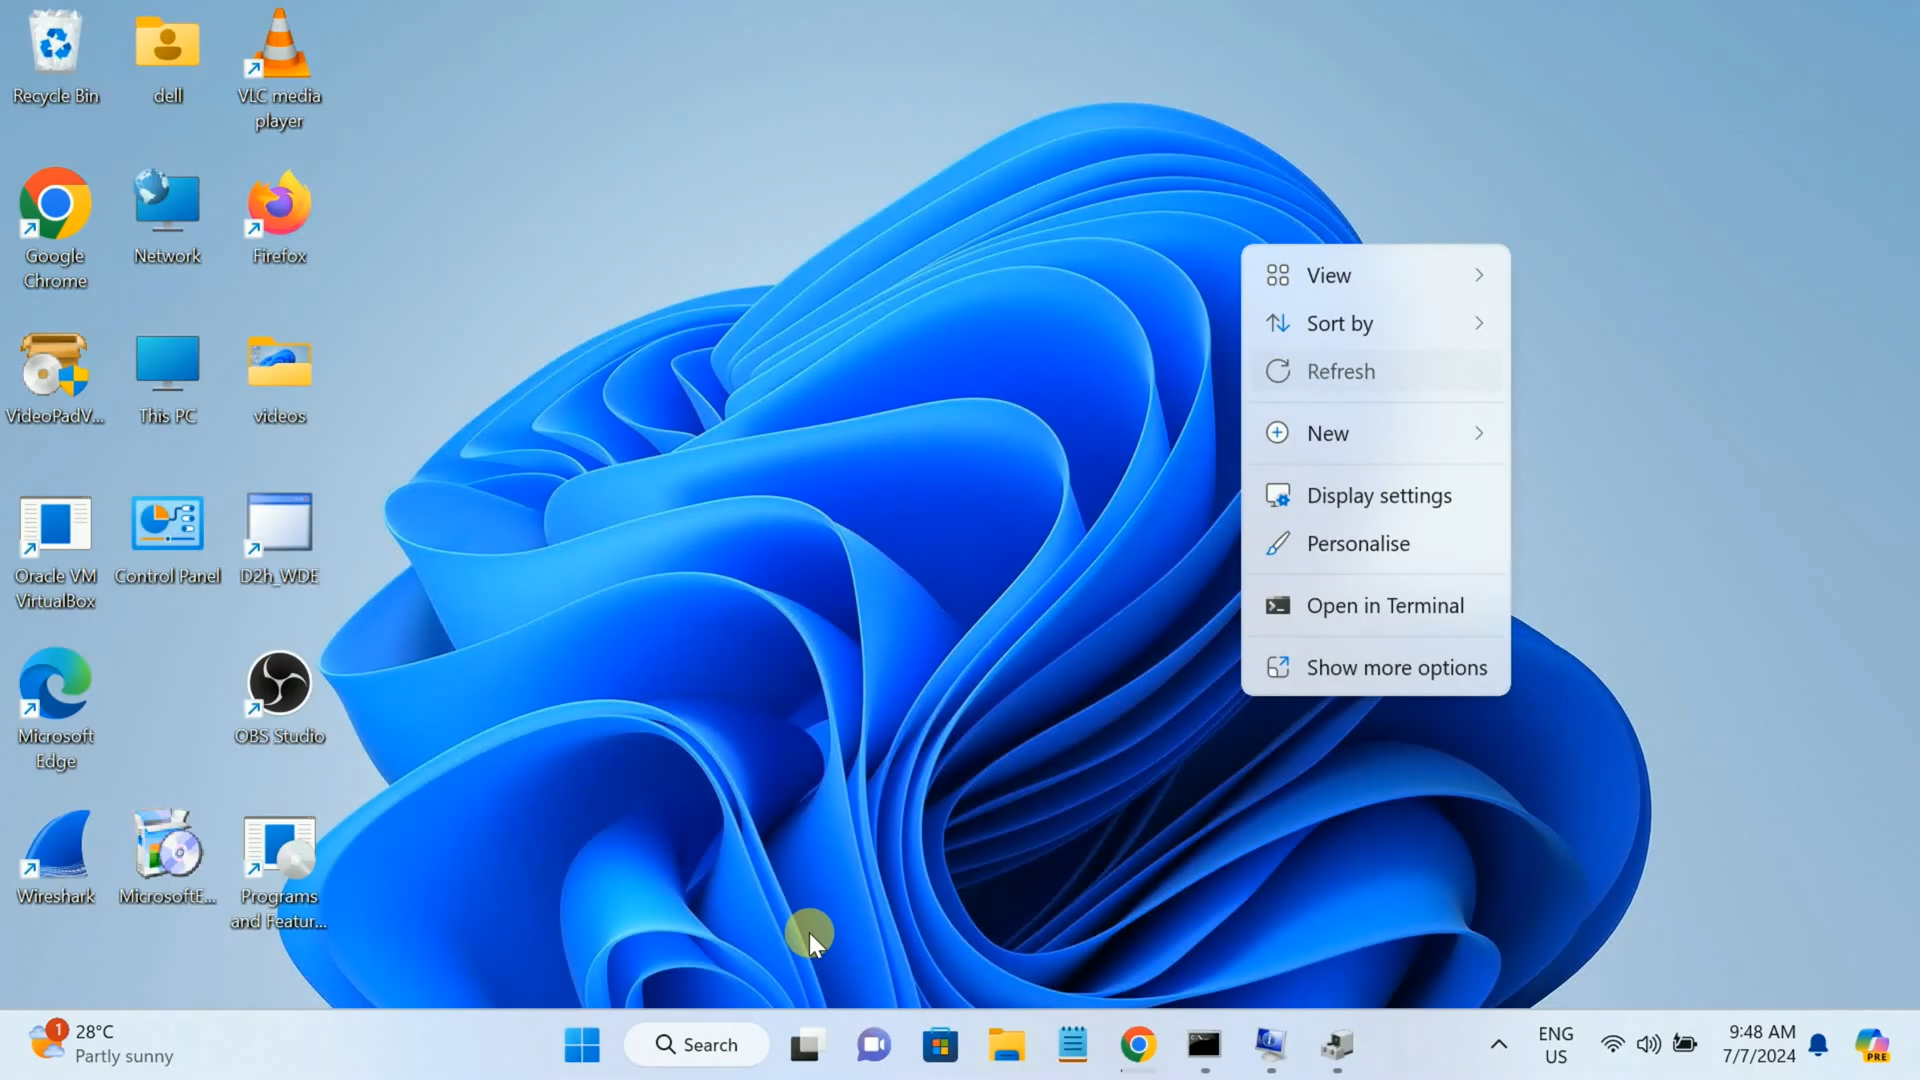 Recycle Bin
dell
VLC media
player
Google
Chrome
Network
Firefox
VideoPadV...
This PC
videos
Oracle VM
VirtualBox
Control Panel
D2h_WDE
Microsoft
Edge
OBS Studio
Wireshark
MicrosoftE...
Programs
and Featur...
View
Sort by
Refresh
New
Display settings
Personalise
Open in Terminal
Show more options
1
28°C
Partly sunny
Search
ENG
US
9:48 AM
7/7/2024
PRE